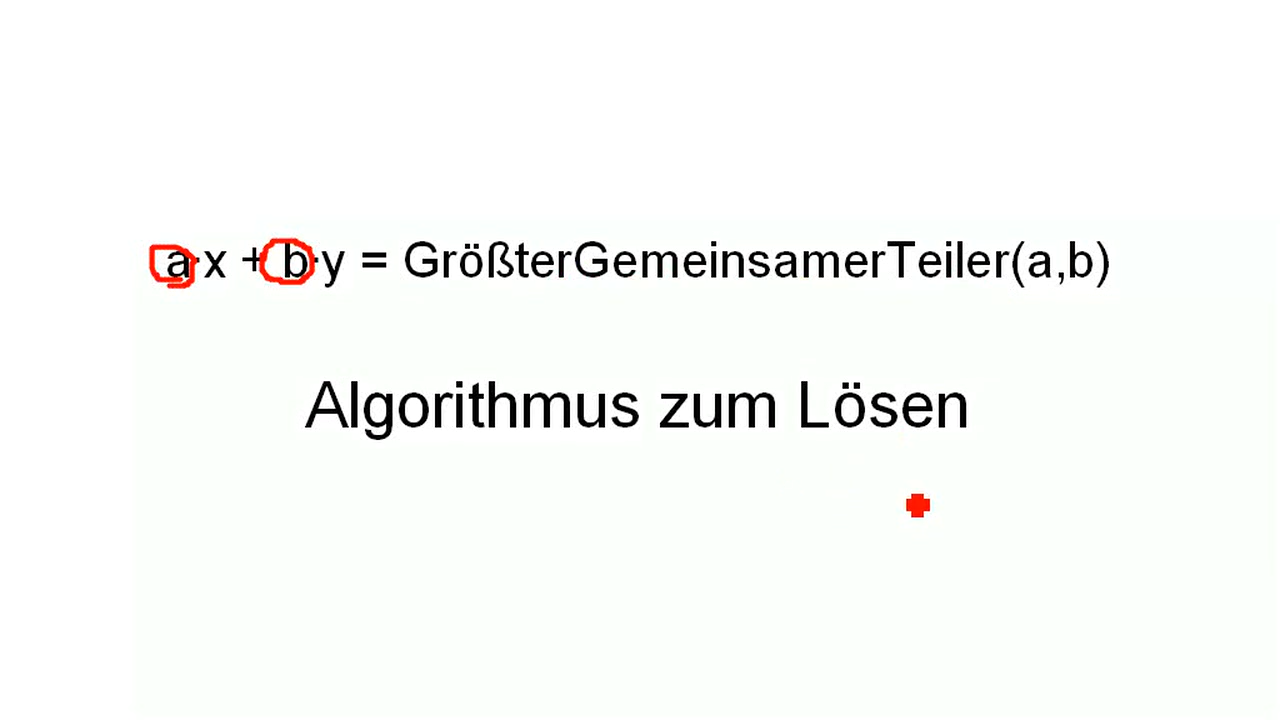 a·x + b·y = GrößterGemeinsamerTeiler(a,b)
Algorithmus zum Lösen